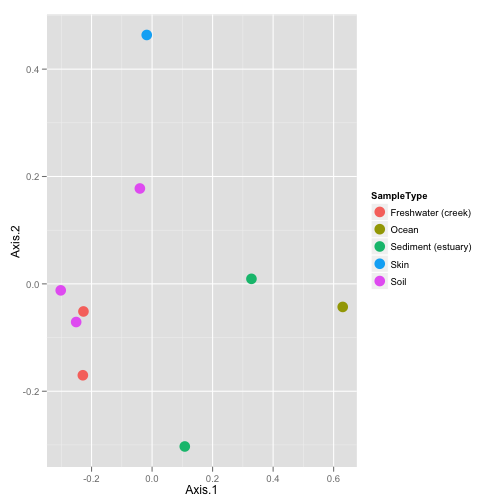 0.4
0.2
0.0
-0.2
Axis.2
-0.2 0.0 0.2 0.4 0.6
Axis.1
SampleType
Freshwater (creek)
Ocean
Sediment (estuary)
Skin
Soil